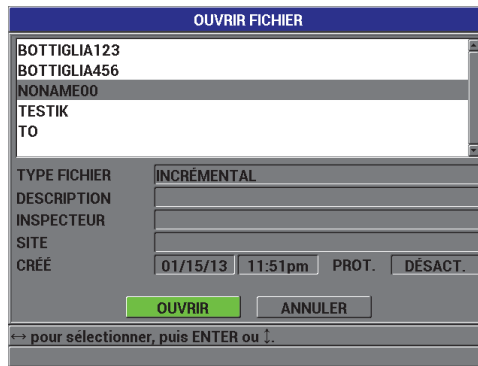 OUVRIR FICHIER
BOTTIGLIA123
BOTTIGLIA456
NONAME00
TESTIK
TO
TYPE FICHIER INCRÉMENTAL
DESCRIPTION
INSPECTEUR
SITE
CRÉÉ 01/15/13 11:51pm PROT. DÉSACT.
OUVRIR ANNULER
↔ pour sélectionner, puis ENTER ou ↕.